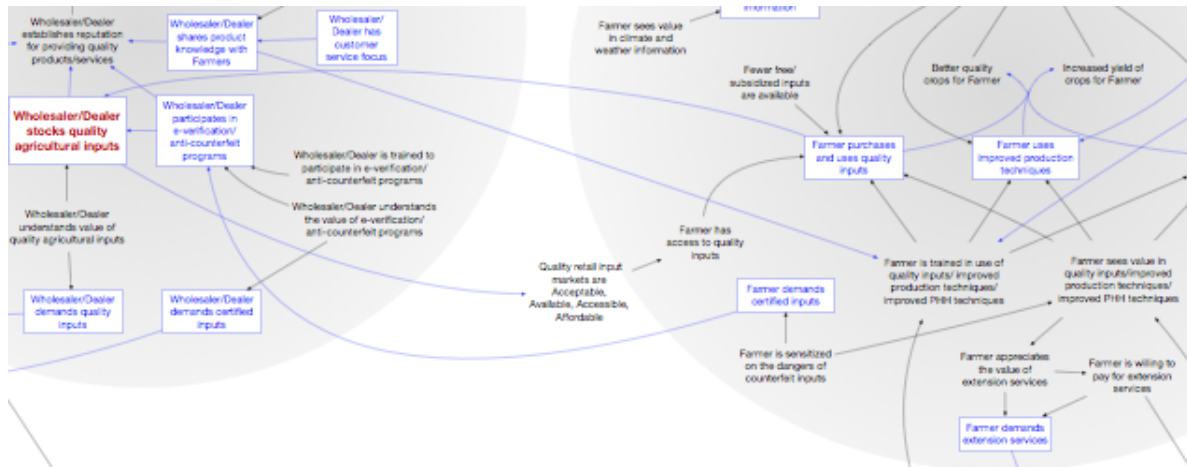 Wholesaler/Dealer
establishes reputation
for providing quality
products/services
Wholesaler/Dealer
shares product
knowledge with
Farmers
Wholesaler/
Dealer has
customer
service focus
Wholesaler/Dealer
stocks quality
agricultural inputs
Wholesaler/Dealer
participates in
e-verification/
anti-counterfeit
programs
Wholesaler/Dealer is trained to
participate in e-verification/
anti-counterfeit programs
Wholesaler/Dealer understands
the value of e-verification/
anti-counterfeit programs
Wholesaler/Dealer
understands value of
quality agricultural inputs
Wholesaler/Dealer
demands quality
inputs
Wholesaler/Dealer
demands certified
inputs
information
Farmer sees value
in climate and
weather information
Fewer free/
subsidized inputs
are available
Better quality
crops for Farmer
Increased yield of
crops for Farmer
Farmer purchases
and uses quality
inputs
Farmer uses
improved production
techniques
Farmer has
access to quality
inputs
Quality retail input
markets are
Acceptable,
Available, Accessible,
Affordable
Farmer demands
certified inputs
Farmer is trained in use of
quality inputs/ improved
production techniques/
improved PHH techniques
Farmer sees value in
quality inputs/improved
production techniques/
improved PHH techniques
Farmer is sensitized
on the dangers of
counterfeit inputs
Farmer appreciates
the value of
extension services
Farmer is willing to
pay for extension
services
Farmer demands
extension services